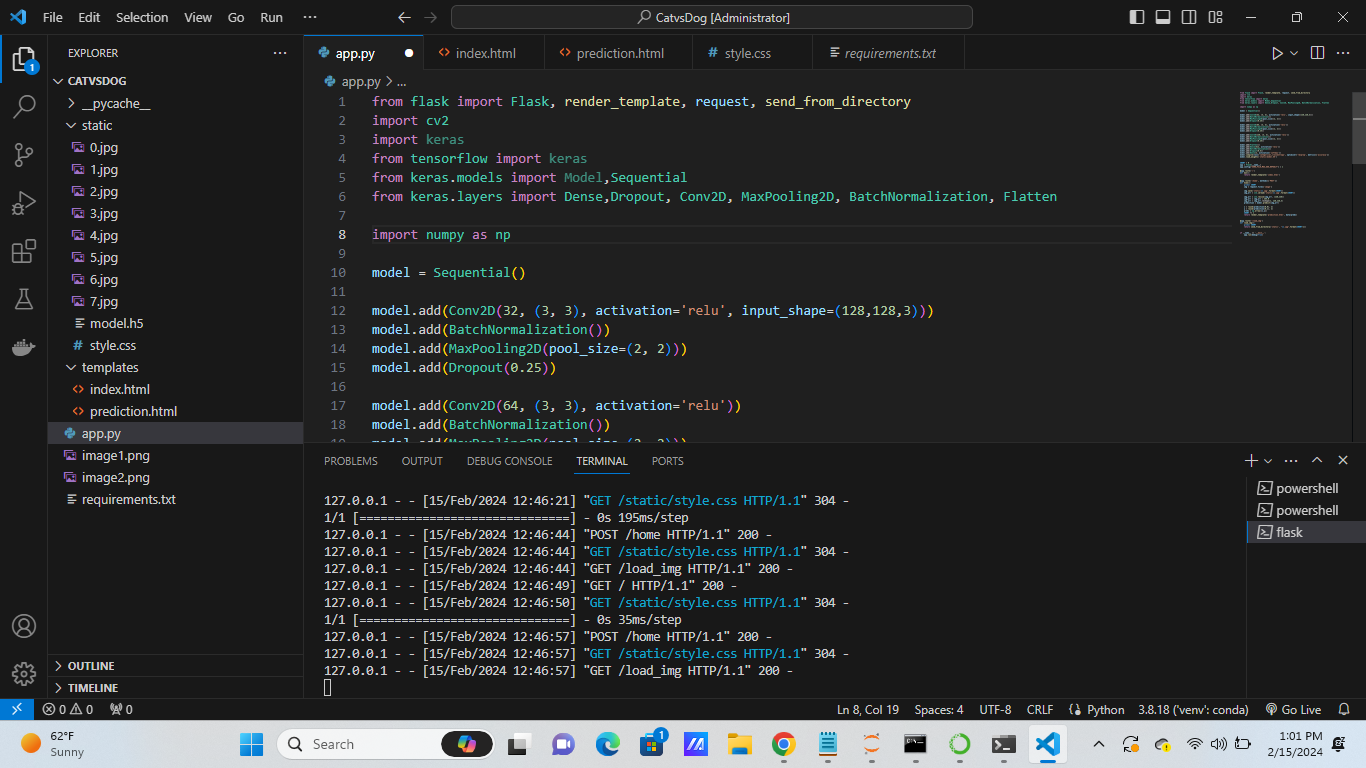 File Edit Selection View Go Run ··· CatvsDog [Administrator]
EXPLORER ···
CATVSDOG
__pycache__
static
0.jpg
1.jpg
2.jpg
3.jpg
4.jpg
5.jpg
6.jpg
7.jpg
model.h5
# style.css
templates
<> index.html
<> prediction.html
app.py
image1.png
image2.png
requirements.txt
OUTLINE
TIMELINE
1
app.py <> index.html <> prediction.html # style.css requirements.txt
app.py > ...
1 from flask import Flask, render_template, request, send_from_directory
2 import cv2
3 import keras
4 from tensorflow import keras
5 from keras.models import Model,Sequential
6 from keras.layers import Dense,Dropout, Conv2D, MaxPooling2D, BatchNormalization, Flatten
7
8 import numpy as np
9
10 model = Sequential()
11
12 model.add(Conv2D(32, (3, 3), activation='relu', input_shape=(128,128,3)))
13 model.add(BatchNormalization())
14 model.add(MaxPooling2D(pool_size=(2, 2)))
15 model.add(Dropout(0.25))
16
17 model.add(Conv2D(64, (3, 3), activation='relu'))
18 model.add(BatchNormalization())
19 model.add(MaxPooling2D(pool_size=(2, 2)))
PROBLEMS OUTPUT DEBUG CONSOLE TERMINAL PORTS
127.0.0.1 - - [15/Feb/2024 12:46:21] "GET /static/style.css HTTP/1.1" 304 -
1/1 [==============================] - 0s 195ms/step
127.0.0.1 - - [15/Feb/2024 12:46:44] "POST /home HTTP/1.1" 200 -
127.0.0.1 - - [15/Feb/2024 12:46:44] "GET /static/style.css HTTP/1.1" 304 -
127.0.0.1 - - [15/Feb/2024 12:46:44] "GET /load_img HTTP/1.1" 200 -
127.0.0.1 - - [15/Feb/2024 12:46:49] "GET / HTTP/1.1" 200 -
127.0.0.1 - - [15/Feb/2024 12:46:50] "GET /static/style.css HTTP/1.1" 304 -
1/1 [==============================] - 0s 35ms/step
127.0.0.1 - - [15/Feb/2024 12:46:57] "POST /home HTTP/1.1" 200 -
127.0.0.1 - - [15/Feb/2024 12:46:57] "GET /static/style.css HTTP/1.1" 304 -
127.0.0.1 - - [15/Feb/2024 12:46:57] "GET /load_img HTTP/1.1" 200 -
powershell
powershell
flask
0 0 0 Ln 8, Col 19 Spaces: 4 UTF-8 CRLF Python 3.8.18 ('venv': conda) Go Live
62°F
Sunny
Search
1
1:01 PM
2/15/2024